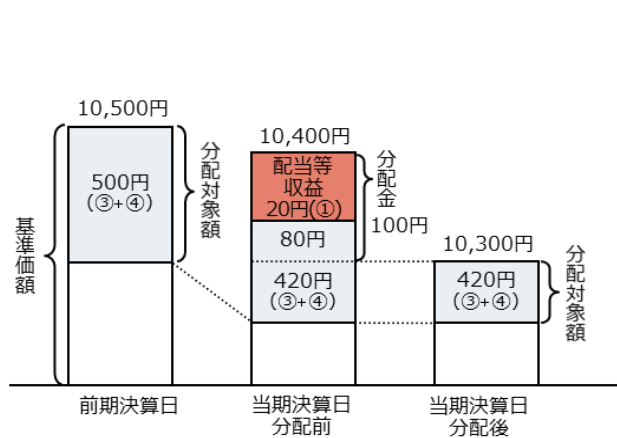 10,500円
500円
(③+④)
分配対象額
基準価額
前期決算日
10,400円
配当等
収益
20円(①)
80円
420円
(③+④)
分配金
100円
当期決算日
分配前
10,300円
420円
(③+④)
分配対象額
当期決算日
分配後